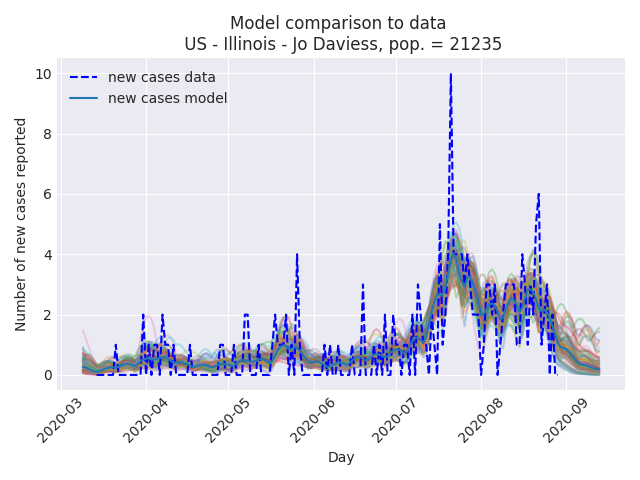 Model comparison to data
US - Illinois - Jo Daviess, pop. = 21235
new cases data
new cases model
Number of new cases reported
10
8
6
4
2
0
2020-03
2020-04
2020-05
2020-06
2020-07
2020-08
2020-09
Day